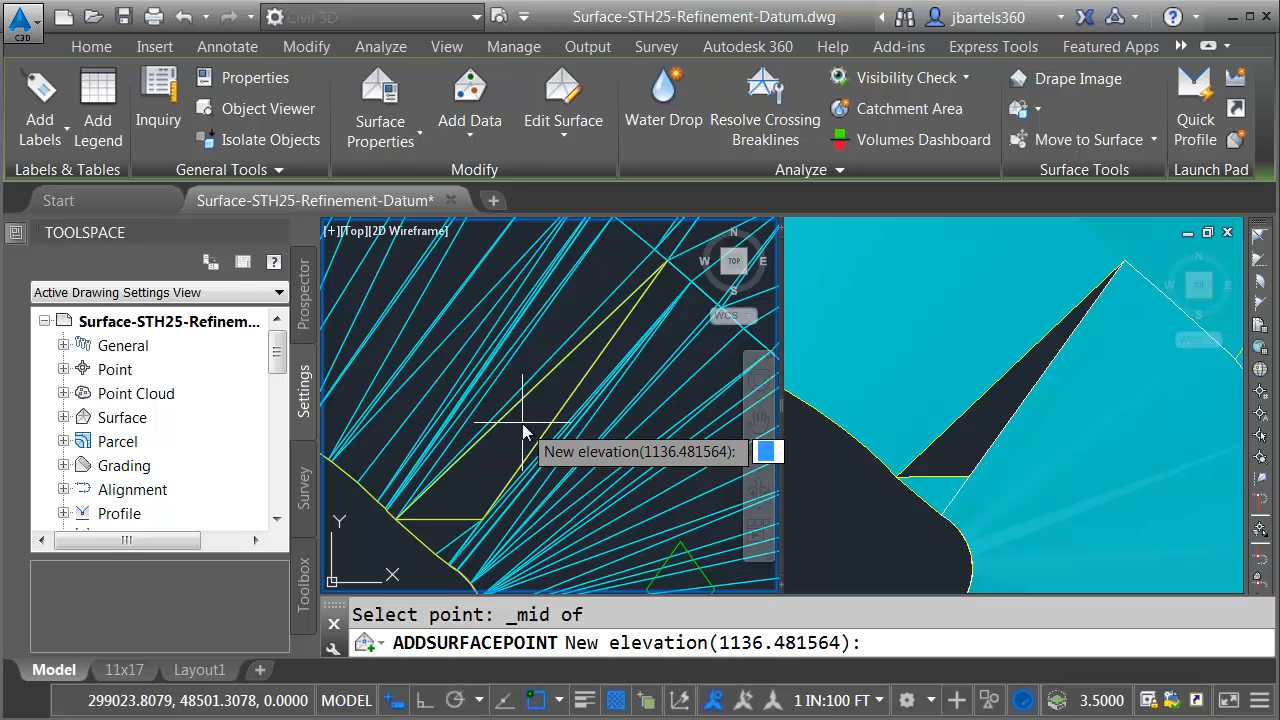 Civil 3D
Surface-STH25-Refinement-Datum.dwg
jbartels360
C3D
Home Insert Annotate Modify Analyze View Manage Output Survey Autodesk 360 Help Add-ins Express Tools Featured Apps
Add Labels
Add Legend
Inquiry
Properties
Object Viewer
Isolate Objects
Surface Properties
Add Data
Edit Surface
Water Drop
Resolve Crossing Breaklines
Visibility Check
Catchment Area
Volumes Dashboard
Drape Image
Move to Surface
Quick Profile
Labels & Tables General Tools Modify Analyze Surface Tools Launch Pad
Start Surface-STH25-Refinement-Datum*
TOOLSPACE
Active Drawing Settings View
Surface-STH25-Refinem...
General
Point
Point Cloud
Surface
Parcel
Grading
Alignment
Profile
Prospector
Settings
Survey
Toolbox
[+][Top][2D Wireframe]
N
W TOP E
S
WCS
N
W TOP E
S
WCS
New elevation(1136.481564):
Y
X
Select point: _mid of
ADDSURFACEPOINT New elevation(1136.481564):
Model 11x17 Layout1
299023.8079, 48501.3078, 0.0000 MODEL 1 IN:100 FT 3.5000